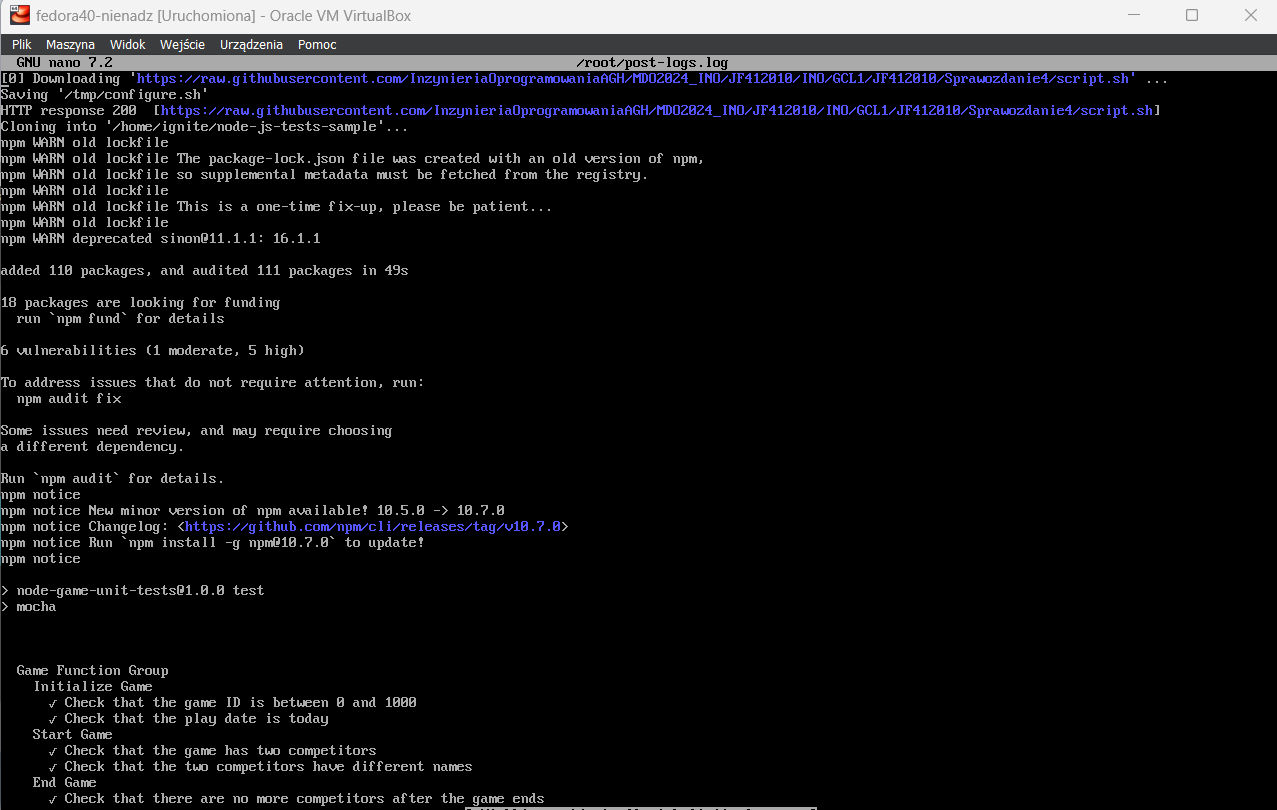 fedora40-nienadz [Uruchomiona] - Oracle VM VirtualBox
Plik Maszyna Widok Wejście Urządzenia Pomoc
GNU nano 7.2 /root/post-logs.log
[0] Downloading 'https://raw.githubusercontent.com/InzynieriaOprogramowaniaAGH/MDO2024_INO/JF412010/INO/GCL1/JF412010/Sprawozdanie4/script.sh' ...
Saving '/tmp/configure.sh'
HTTP response 200  [https://raw.githubusercontent.com/InzynieriaOprogramowaniaAGH/MDO2024_INO/JF412010/INO/GCL1/JF412010/Sprawozdanie4/script.sh]
Cloning into '/home/ignite/node-js-tests-sample'...
npm WARN old lockfile
npm WARN old lockfile The package-lock.json file was created with an old version of npm,
npm WARN old lockfile so supplemental metadata must be fetched from the registry.
npm WARN old lockfile
npm WARN old lockfile This is a one-time fix-up, please be patient...
npm WARN old lockfile
npm WARN deprecated sinon@11.1.1: 16.1.1
added 110 packages, and audited 111 packages in 49s
18 packages are looking for funding
run `npm fund` for details
6 vulnerabilities (1 moderate, 5 high)
To address issues that do not require attention, run:
npm audit fix
Some issues need review, and may require choosing
a different dependency.
Run `npm audit` for details.
npm notice
npm notice New minor version of npm available! 10.5.0 -> 10.7.0
npm notice Changelog: <https://github.com/npm/cli/releases/tag/v10.7.0>
npm notice Run `npm install -g npm@10.7.0` to update!
npm notice
> node-game-unit-tests@1.0.0 test
> mocha
Game Function Group
Initialize Game
✓ Check that the game ID is between 0 and 1000
✓ Check that the play date is today
Start Game
✓ Check that the game has two competitors
✓ Check that the two competitors have different names
End Game
✓ Check that there are no more competitors after the game ends